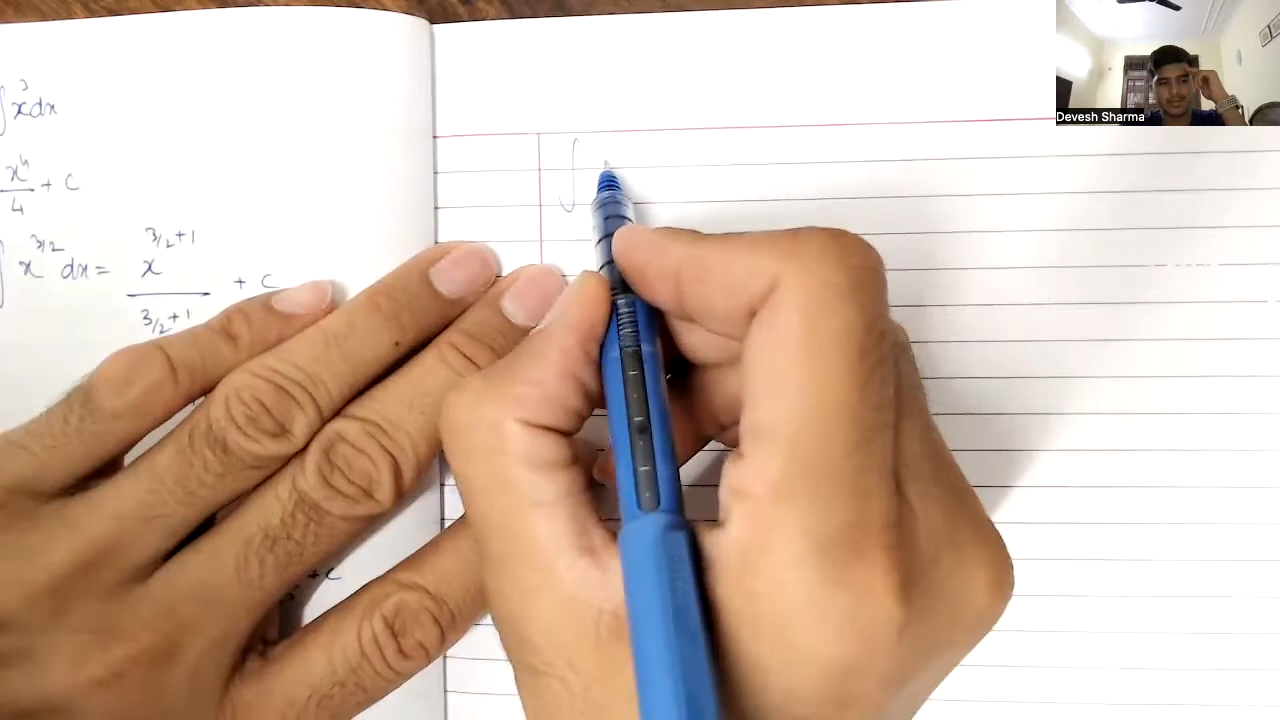 ∫x³dx
x⁴/4 + c
∫x^(3/2) dx = x^(3/2+1)/(3/2+1) + c
+c
∫
Devesh Sharma